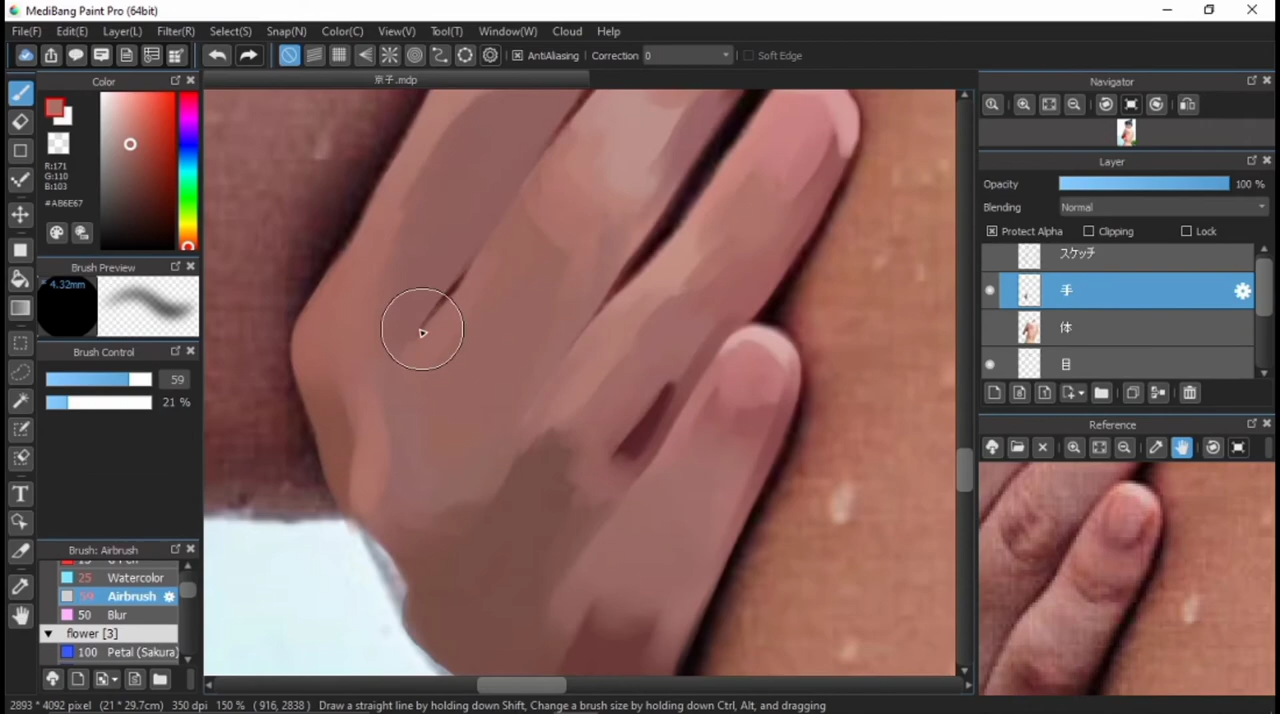 MediBang Paint Pro (64bit)
File(F) Edit(E) Layer(L) Filter(R) Select(S) Snap(N) Color(C) View(V) Tool(T) Window(W) Cloud Help
AntiAliasing Correction 0 Soft Edge
Color
京子.mdp
Navigator
R:171
G:110
B:103
#AB6E67
Layer
Opacity 100 %
Blending Normal
Protect Alpha Clipping Lock
スケッチ
手
体
目
Brush Preview
4.32mm
Brush Control
59
21 %
Reference
Brush: Airbrush
25 Watercolor
59 Airbrush
50 Blur
flower [3]
100 Petal (Sakura)
2893 * 4092 pixel (21 * 29.7cm) 350 dpi 150 % ( 916, 2838 ) Draw a straight line by holding down Shift, Change a brush size by holding down Ctrl, Alt, and dragging